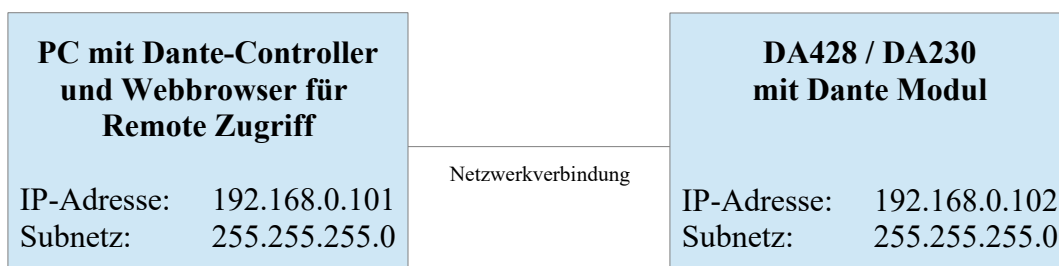 PC mit Dante-Controller
und Webbrowser für
Remote Zugriff
IP-Adresse: 192.168.0.101
Subnetz: 255.255.255.0
Netzwerkverbindung
DA428 / DA230
mit Dante Modul
IP-Adresse: 192.168.0.102
Subnetz: 255.255.255.0